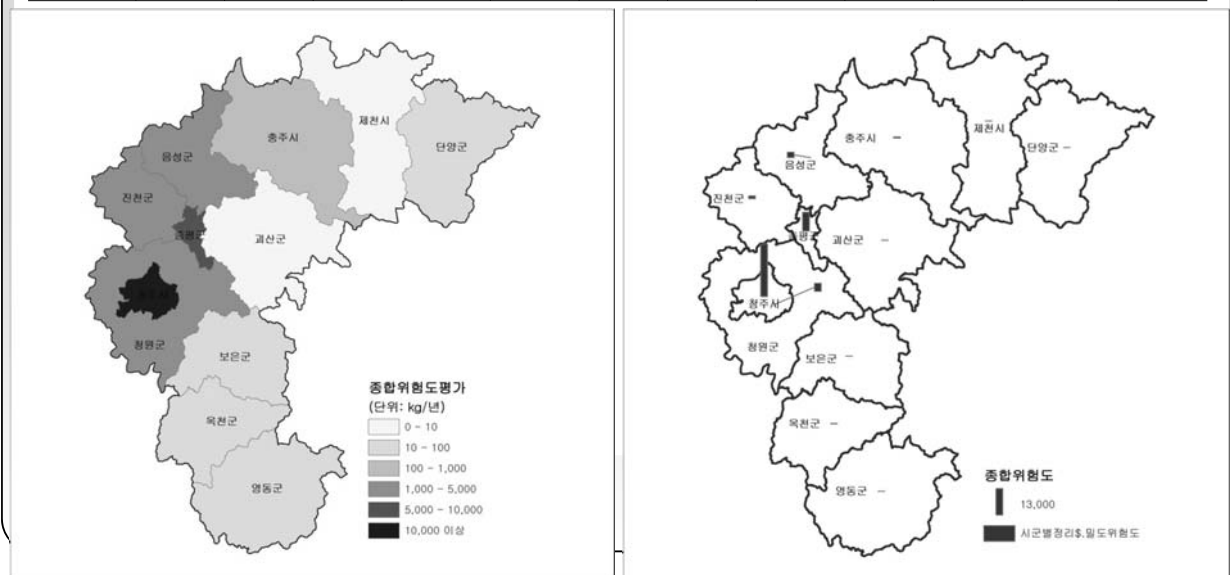 제천시
충주시
단양군
음성군
진천군
괴산군
청원군
보은군
옥천군
영동군
종합위험도평가
(단위: kg/년)
0 - 10
10 - 100
100 - 1,000
1,000 - 5,000
5,000 - 10,000
10,000 이상
제천시
충주시
단양군
음성군
진천군
괴산군
청주시
청원군
보은군
옥천군
영동군
종합위험도
13,000
시군별정리$.밀도위험도